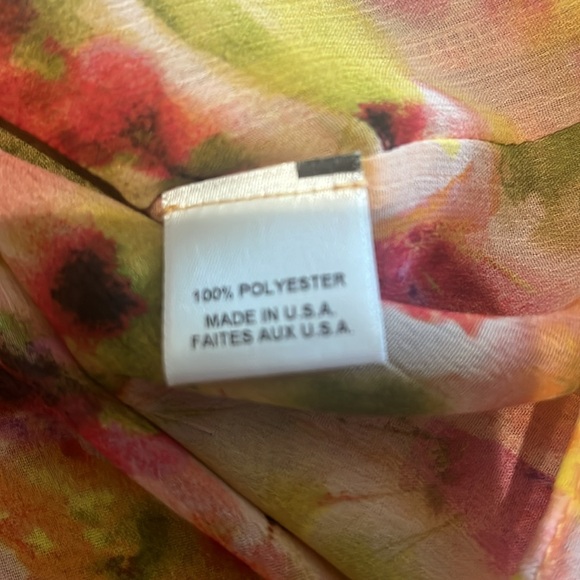 100% POLYESTER
MADE IN U.S.A.
FAITES AUX U.S.A.